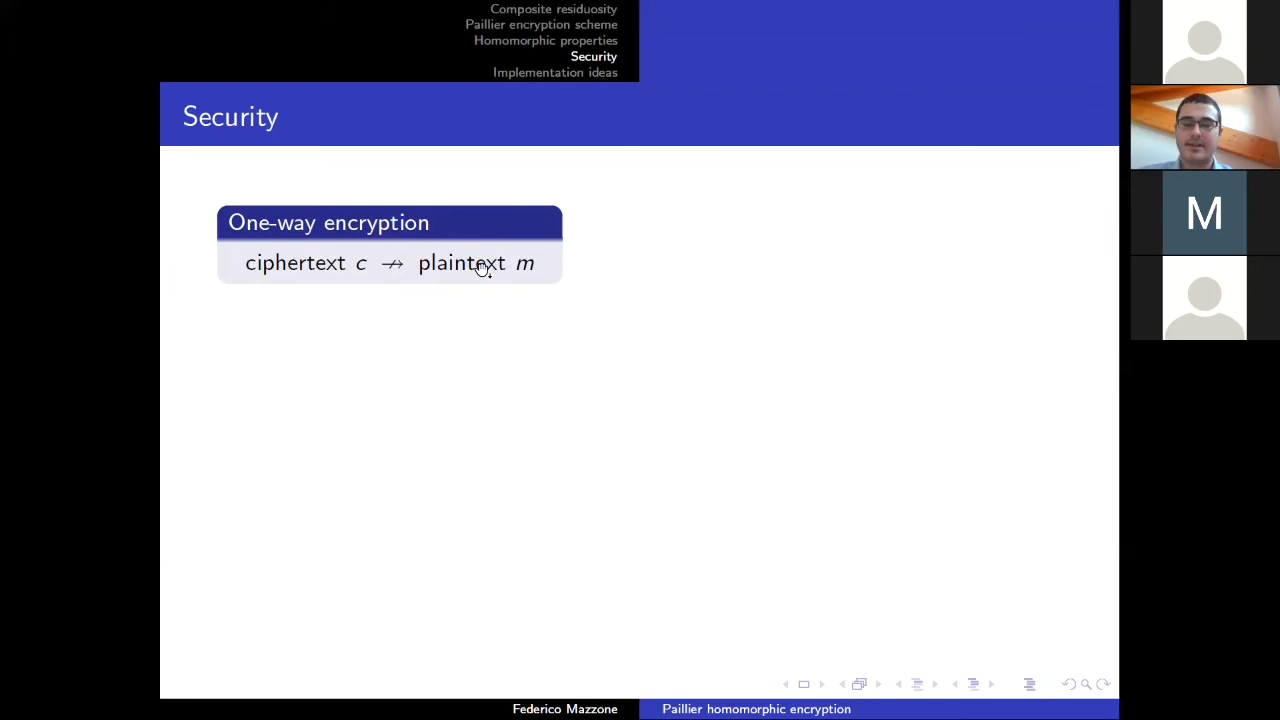 Composite residuosity
Paillier encryption scheme
Homomorphic properties
Security
Implementation ideas
Security
One-way encryption
ciphertext c ↛ plaintext m
M
Federico Mazzone
Paillier homomorphic encryption